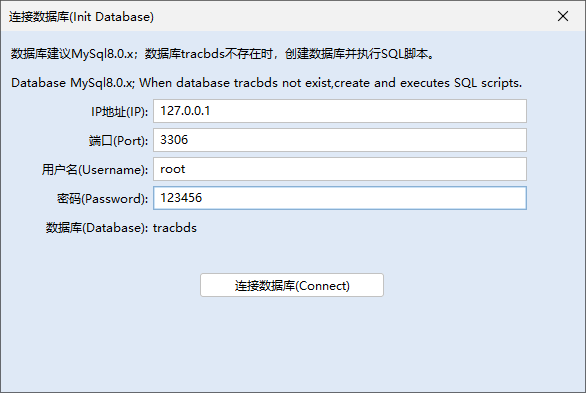 连接数据库(Init Database)
数据库建议MySql8.0.x；数据库tracbds不存在时，创建数据库并执行SQL脚本。
Database MySql8.0.x; When database tracbds not exist,create and executes SQL scripts.
IP地址(IP): 127.0.0.1
端口(Port): 3306
用户名(Username): root
密码(Password): 123456
数据库(Database): tracbds
连接数据库(Connect)